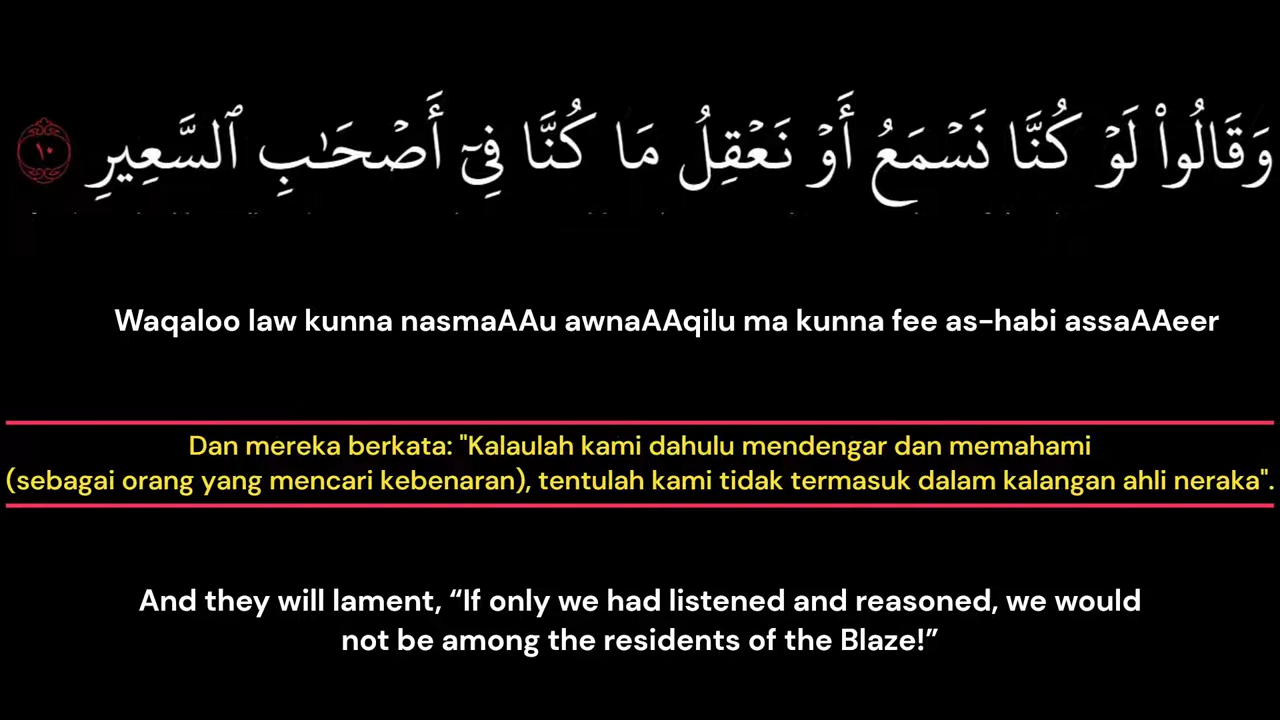 وَقَالُوا۟ لَوْ كُنَّا نَسْمَعُ أَوْ نَعْقِلُ مَا كُنَّا فِىٓ أَصْحَـٰبِ ٱلسَّعِيرِ ١٠
Waqaloo law kunna nasmaAAu awnaAAqilu ma kunna fee as-habi assaAAeer
Dan mereka berkata: "Kalaulah kami dahulu mendengar dan memahami
(sebagai orang yang mencari kebenaran), tentulah kami tidak termasuk dalam kalangan ahli neraka".
And they will lament, “If only we had listened and reasoned, we would
not be among the residents of the Blaze!”